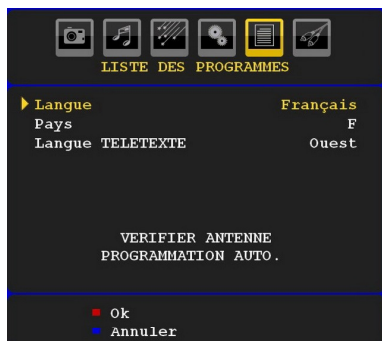 LISTE DES PROGRAMMES
Langue Français
Pays F
Langue TELETEXTE Ouest
VERIFIER ANTENNE
PROGRAMMATION AUTO.
Ok
Annuler